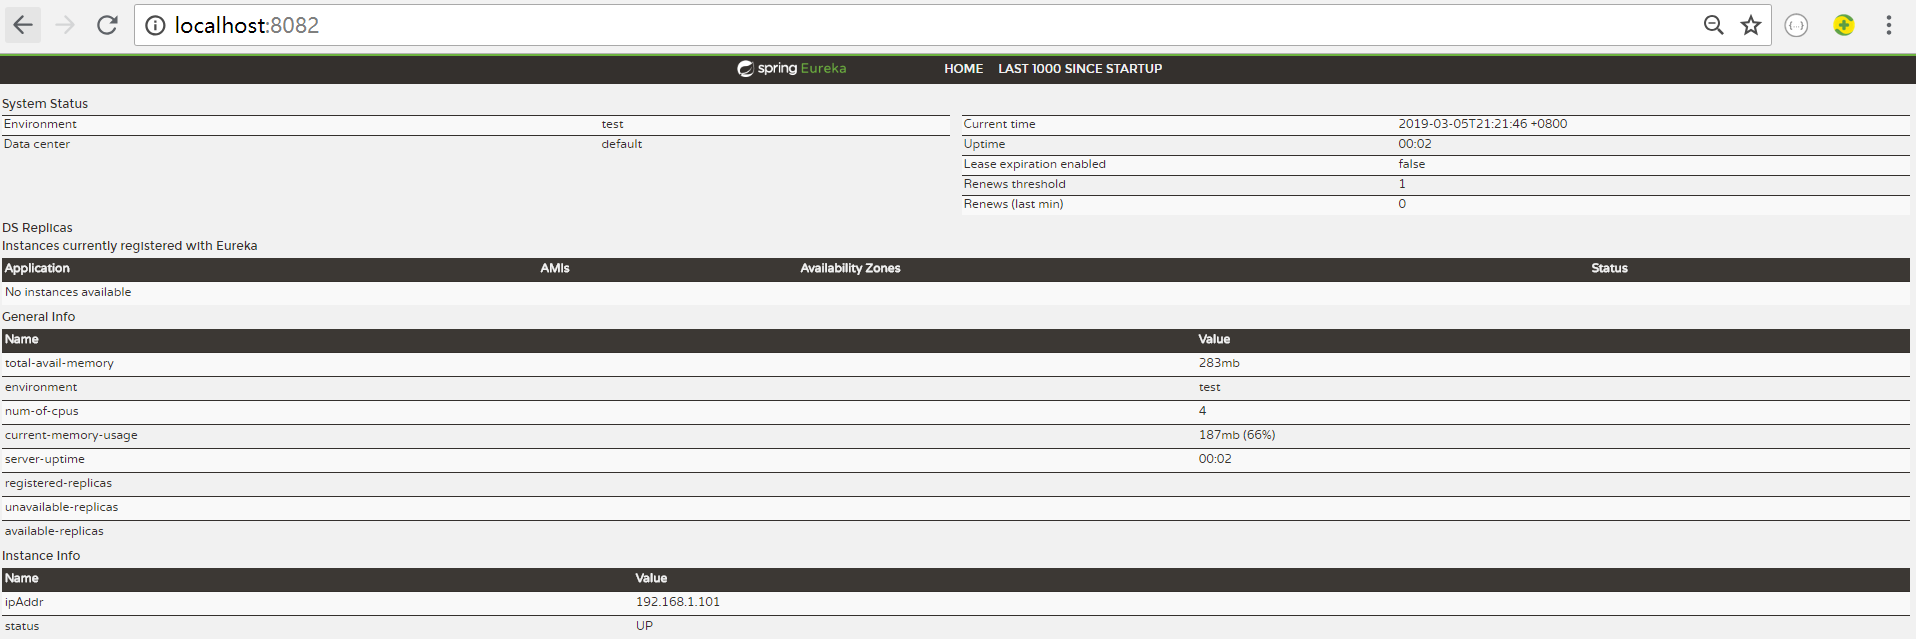 localhost:8082
spring Eureka HOME LAST 1000 SINCE STARTUP
System Status
Environment test
Data center default
Current time 2019-03-05T21:21:46 +0800
Uptime 00:02
Lease expiration enabled false
Renews threshold 1
Renews (last min) 0
DS Replicas
Instances currently registered with Eureka
Application AMIs Availability Zones Status
No instances available
General Info
Name Value
total-avail-memory 283mb
environment test
num-of-cpus 4
current-memory-usage 187mb (66%)
server-uptime 00:02
registered-replicas
unavailable-replicas
available-replicas
Instance Info
Name Value
ipAddr 192.168.1.101
status UP